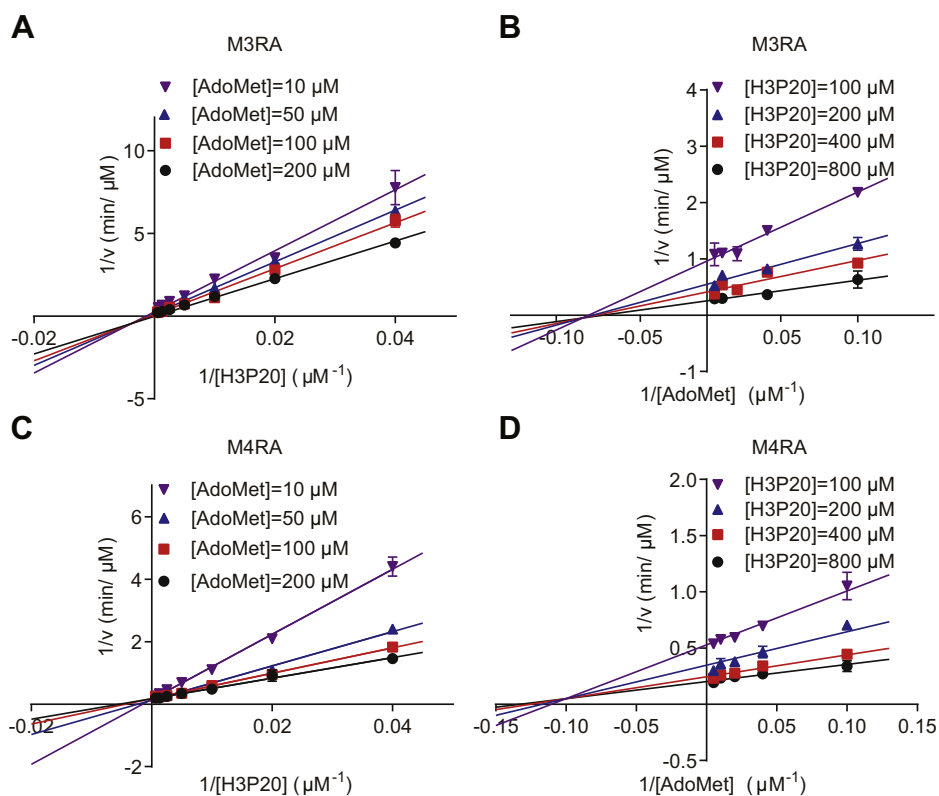 A
M3RA
[AdoMet]=10 µM
[AdoMet]=50 µM
[AdoMet]=100 µM
[AdoMet]=200 µM
10
5
-5
-0.02
0.02
0.04
1/v (min/ µM)
1/[H3P20] ( µM-1)
B
M3RA
[H3P20]=100 µM
[H3P20]=200 µM
[H3P20]=400 µM
[H3P20]=800 µM
4
3
2
1
-1
-0.10
-0.05
0.05
0.10
1/v (min/ µM)
1/[AdoMet] (µM-1)
C
M4RA
[AdoMet]=10 µM
[AdoMet]=50 µM
[AdoMet]=100 µM
[AdoMet]=200 µM
6
4
2
-2
-0.02
0.02
0.04
1/v (min/ µM)
1/[H3P20] ( µM-1)
D
M4RA
[H3P20]=100 µM
[H3P20]=200 µM
[H3P20]=400 µM
[H3P20]=800 µM
2.0
1.5
1.0
0.5
-0.5
-0.15
-0.10
-0.05
0.05
0.10
0.15
1/v (min/ µM)
1/[AdoMet] (µM-1)